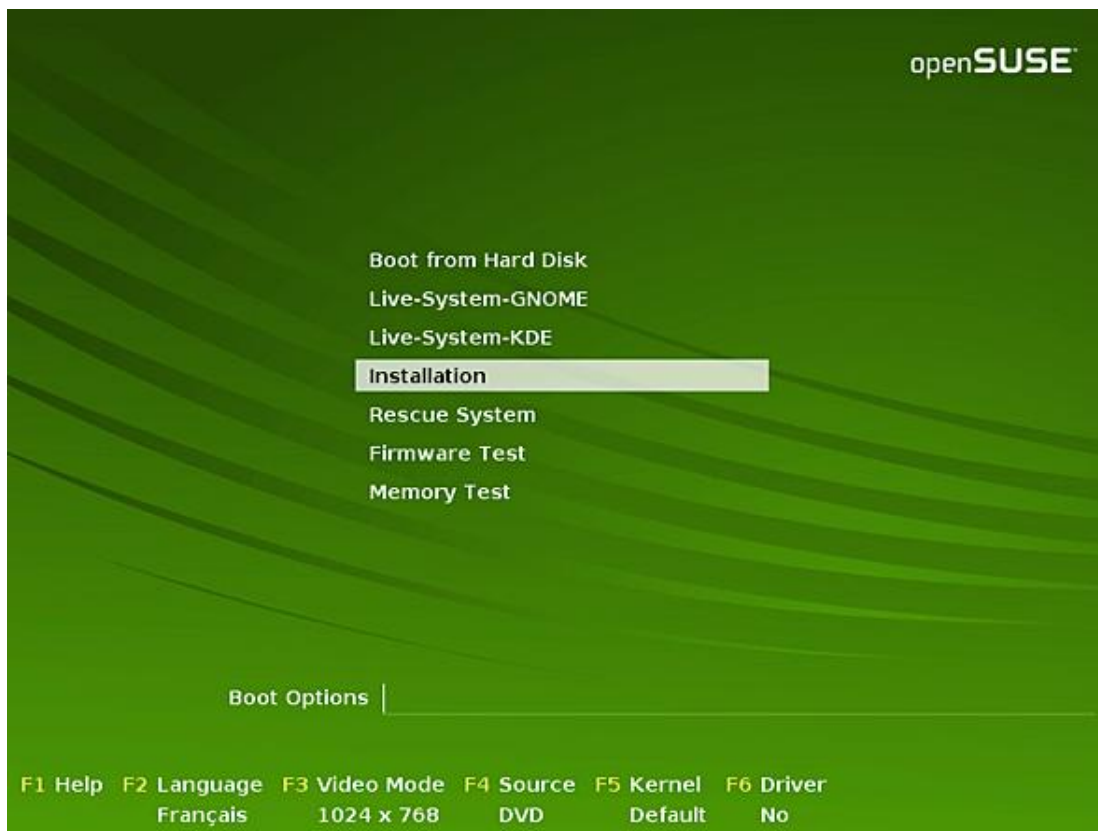 openSUSE
Boot from Hard Disk
Live-System-GNOME
Live-System-KDE
Installation
Rescue System
Firmware Test
Memory Test
Boot Options
F1 Help F2 Language F3 Video Mode F4 Source F5 Kernel F6 Driver
Français 1024 x 768 DVD Default No